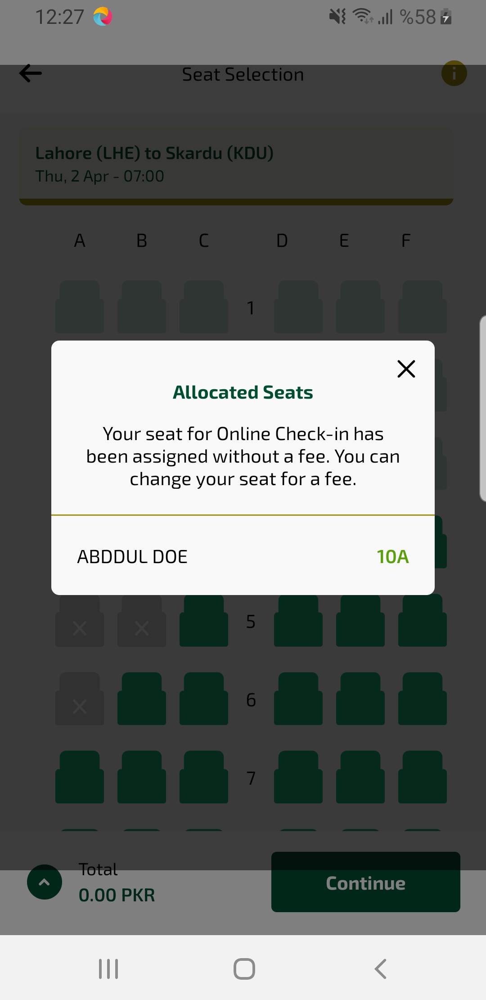 12:27
%58
Seat Selection
Lahore (LHE) to Skardu (KDU)
Thu, 2 Apr - 07:00
A B C D E F
1
Allocated Seats
Your seat for Online Check-in has
been assigned without a fee. You can
change your seat for a fee.
ABDDUL DOE 10A
5
6
7
Total
0.00 PKR
Continue